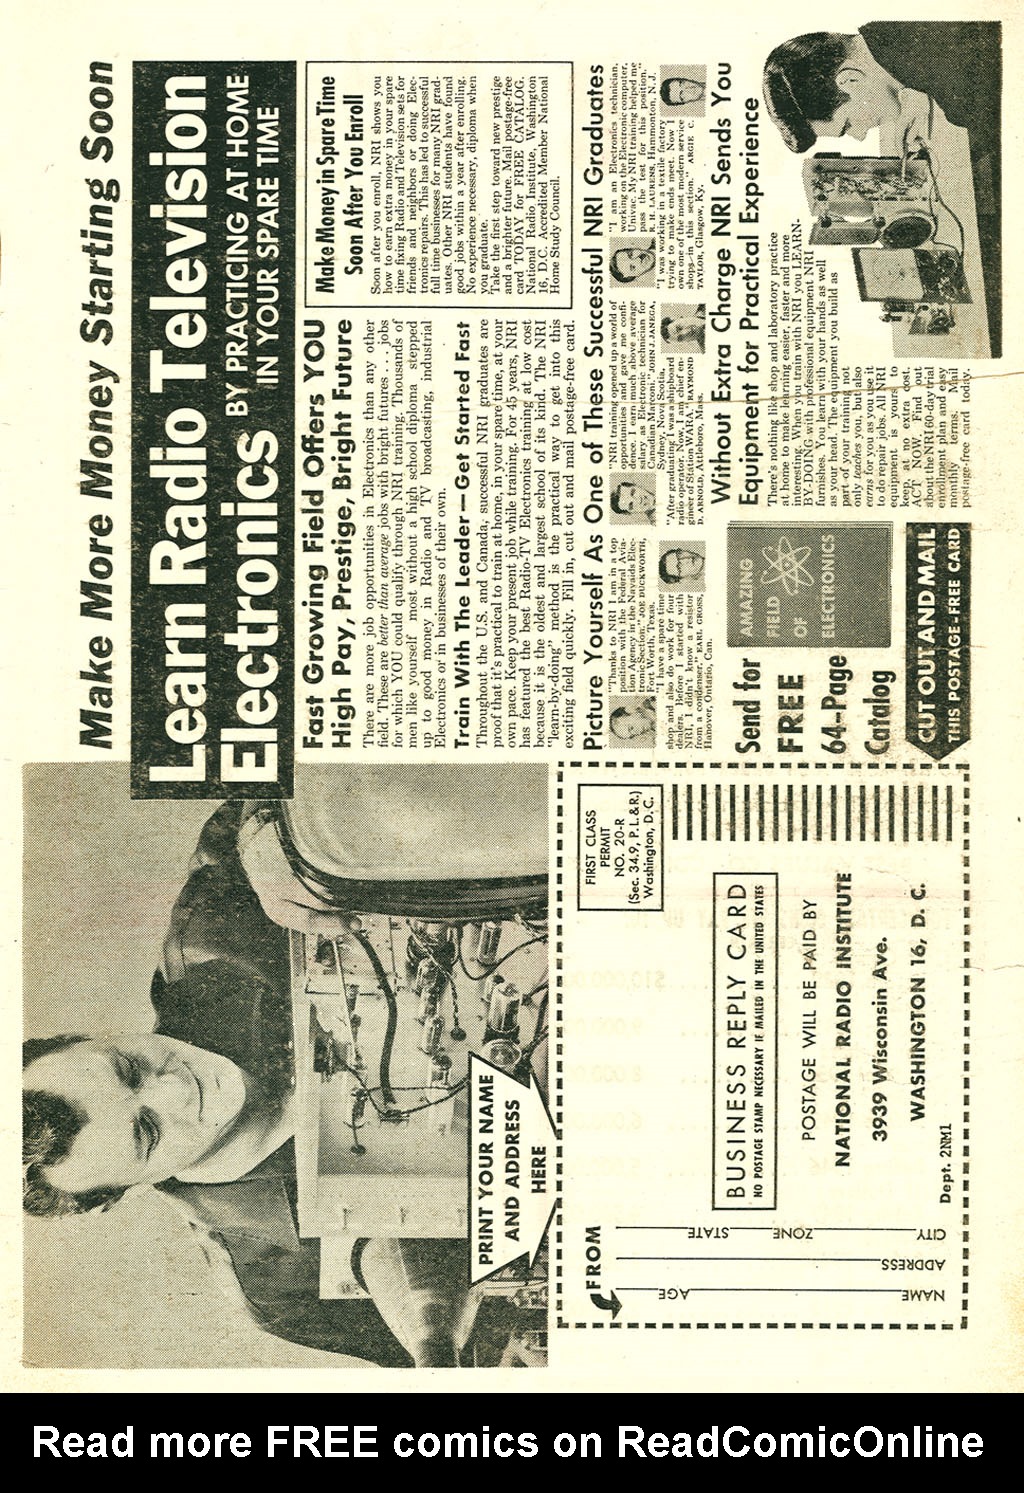 Make More Money Starting Soon
Learn Radio Television
Electronics
BY PRACTICING AT HOME
IN YOUR SPARE TIME
Fast Growing Field Offers YOU
High Pay, Prestige, Bright Future
There are more job opportunities in Electronics than any other
field. These are better than average jobs with bright futures . . . jobs
for which YOU could qualify through NRI training. Thousands of
men like yourself most without a high school diploma stepped
up to good money in Radio and TV broadcasting, industrial
Electronics or in businesses of their own.
Train With The Leader—Get Started Fast
Throughout the U.S. and Canada, successful NRI graduates are
proof that it's practical to train at home, in your spare time, at your
own pace. Keep your present job while training. For 45 years, NRI
has featured the best Radio-TV Electronics training at low cost
because it is the oldest and largest school of its kind. The NRI
"learn-by-doing" method is the practical way to get into this
exciting field quickly. Fill in, cut out and mail postage-free card.
Make Money in Spare Time
Soon After You Enroll
Soon after you enroll, NRI shows you
how to earn extra money in your spare
time fixing Radio and Television sets for
friends and neighbors or doing Elec-
tronics repairs. This has led to successful
full time businesses for many NRI grad-
uates. Other NRI students have found
good jobs within a year after enrolling.
No experience necessary, diploma when
you graduate.
Take the first step toward new prestige
and a brighter future. Mail postage-free
card TODAY for FREE CATALOG.
National Radio Institute, Washington
16, D.C. Accredited Member National
Home Study Council.
Picture Yourself As One of These Successful NRI Graduates
"Thanks to NRI I am in a top
position with the Federal Avia-
tion Agency in the Navaids Elec-
tronic Section." JOE DUCKWORTH,
Fort Worth, Texas.
"I have a spare time
shop and also do work for four
dealers. Before I started with
NRI, I didn't know a resistor
from a condenser." EARL GROSS,
Hanover, Ontario, Can.
"NRI training opened up a world of
opportunities and gave me confi-
dence. I earn much above average
salary as Electronic technician for
Canadian Marconi." JOHN J. JANEGA,
Sydney, Nova Scotia.
"After graduating I was a shipboard
radio operator. Now, I am chief en-
gineer of Station WARA." RAYMOND
D. ARNOLD, Attleboro, Mass.
"I am an Electronics technician,
working on the Electronic computer,
Univac. My NRI training helped me
pass the test for this position."
R. H. LAURENS, Hammonton, N. J.
"I was working in a textile factory
trying to make ends meet. Now I
own one of the most modern service
shops in this section." ARGIE C.
TAYLOR, Glasgow, Ky.
Send for
FREE
64-Page
Catalog
AMAZING
FIELD
OF
ELECTRONICS
CUT OUT AND MAIL
THIS POSTAGE-FREE CARD
Without Extra Charge NRI Sends You
Equipment for Practical Experience
There's nothing like shop and laboratory practice
at home to make learning easier, faster and more
interesting. When you train with NRI you LEARN-
BY-DOING with professional equipment NRI
furnishes. You learn with your hands as well
as your head. The equipment you build as
part of your training not
only teaches you, but also
earns for you as you use it
to do repair jobs. All NRI
equipment is yours to
keep, at no extra cost.
ACT NOW. Find out
about the NRI 60-day trial
enrollment plan and easy
monthly terms. Mail
postage-free card today.
PRINT YOUR NAME
AND ADDRESS
HERE
FROM
NAME
AGE
ADDRESS
CITY
ZONE
STATE
FIRST CLASS
PERMIT
NO. 20-R
(Sec. 34.9, P.L.&R.)
Washington, D.C.
BUSINESS REPLY CARD
NO POSTAGE STAMP NECESSARY IF MAILED IN THE UNITED STATES
POSTAGE WILL BE PAID BY
NATIONAL RADIO INSTITUTE
3939 Wisconsin Ave.
WASHINGTON 16, D. C.
Dept. 2NM1
Read more FREE comics on ReadComicOnline